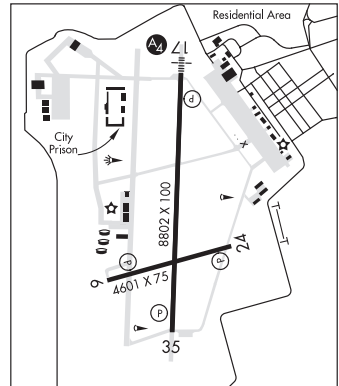 Residential Area
A4
17
P
City
Prison
8802 X 100
24
P
P
6
4601 X 75
P
35
T
T